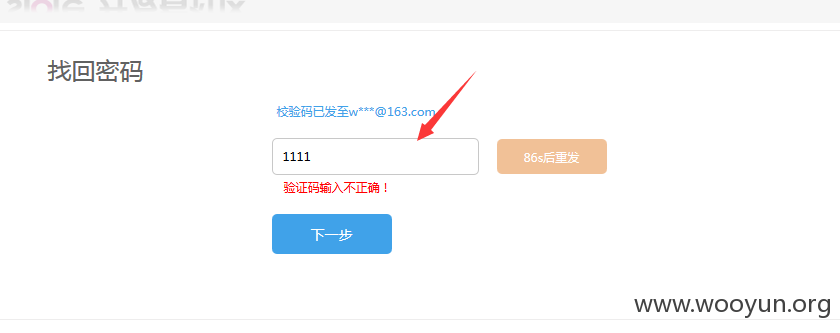 找回密码
校验码已发至w***@163.com
1111
86s后重发
验证码输入不正确！
下一步
www.wooyun.org